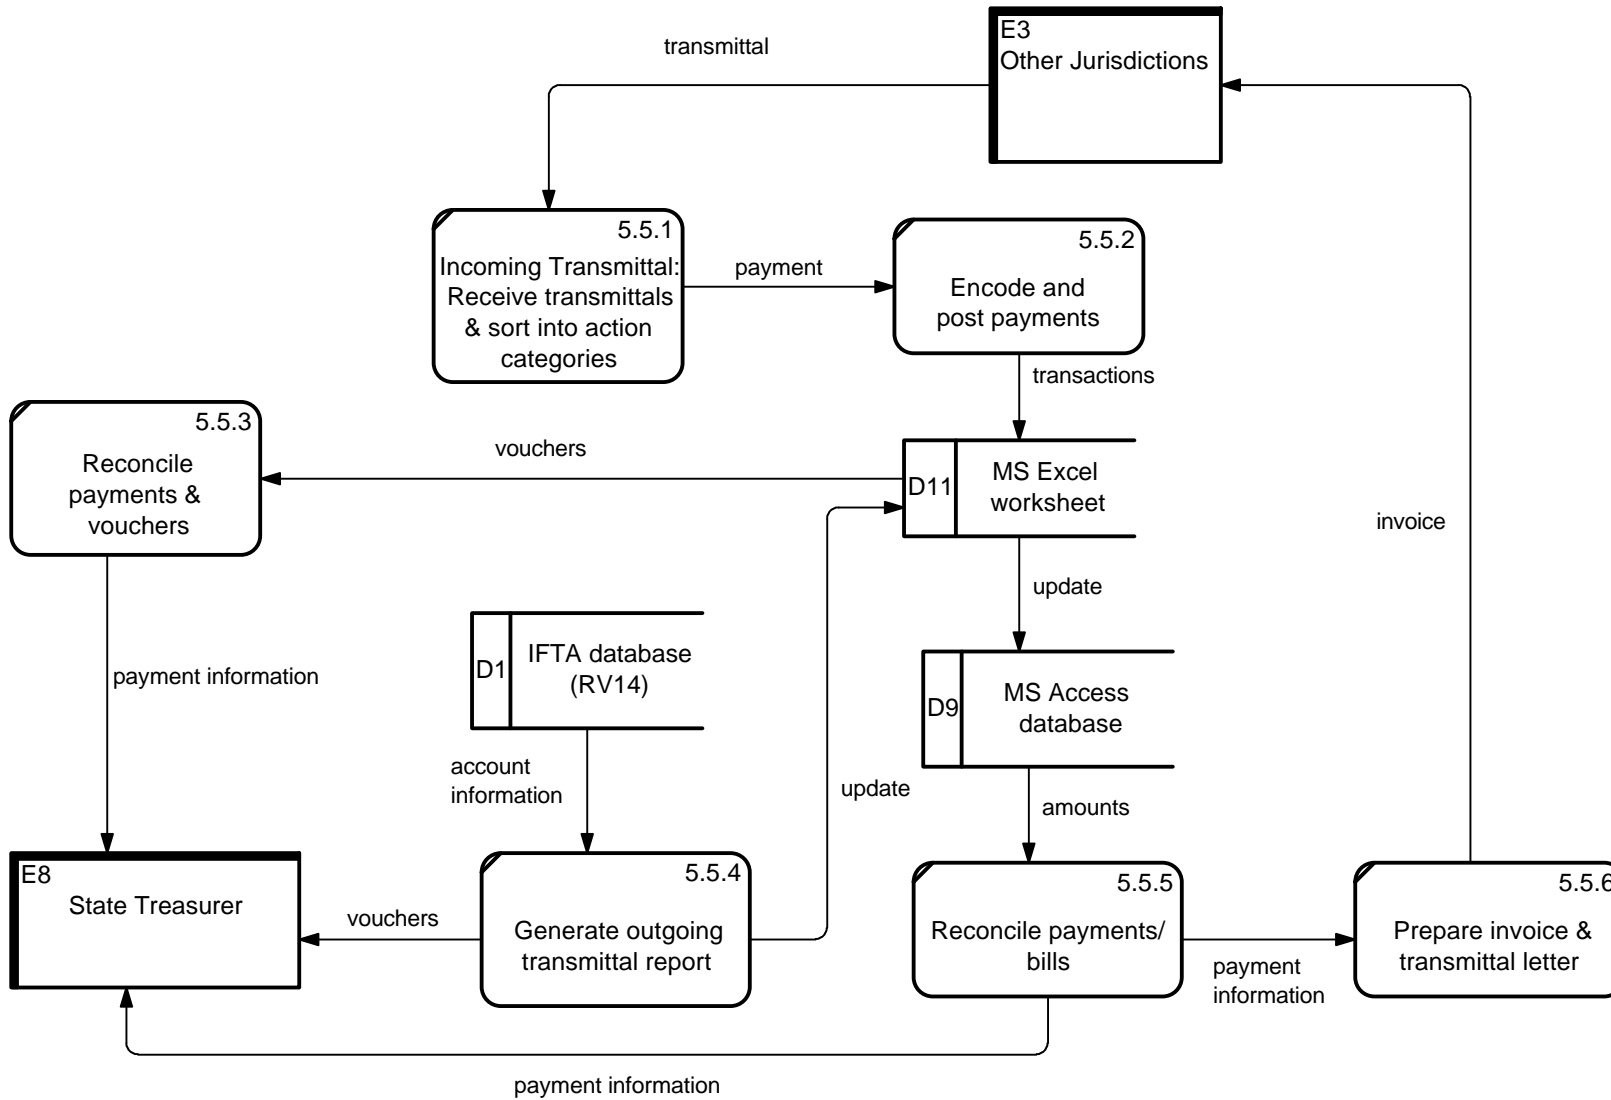 E3
Other Jurisdictions
transmittal
5.5.1
Incoming Transmittal:
Receive transmittals
& sort into action
categories
payment
5.5.2
Encode and
post payments
transactions
5.5.3
Reconcile
payments &
vouchers
vouchers
D11
MS Excel
worksheet
invoice
update
D1
IFTA database
(RV14)
D9
MS Access
database
payment information
account
information
update
amounts
E8
State Treasurer
vouchers
5.5.4
Generate outgoing
transmittal report
5.5.5
Reconcile payments/
bills
payment
information
5.5.6
Prepare invoice &
transmittal letter
payment information